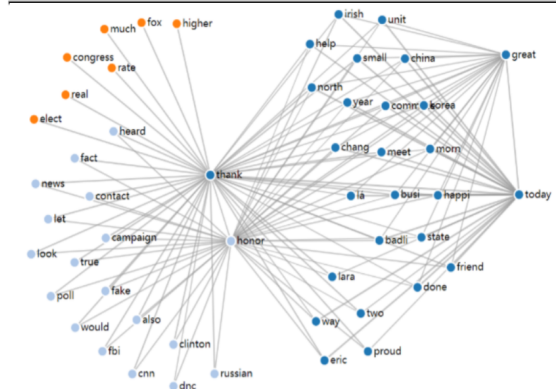 irish
unit
much
fox
higher
help
congress
small
china
great
rate
north
real
year
comm
korea
elect
heard
chang
meet
morn
fact
thank
news
contact
la
busi
happi
today
let
campaign
honor
badli
state
look
true
friend
lara
poll
fake
done
would
also
way
two
fbi
clinton
eric
proud
cnn
russian
dnc